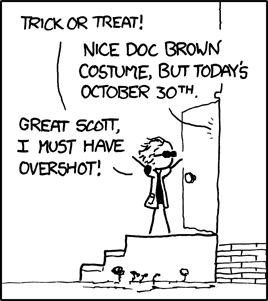 TRICK OR TREAT!
NICE DOC BROWN
COSTUME, BUT TODAY'S
OCTOBER 30TH.
GREAT SCOTT,
I MUST HAVE
OVERSHOT!